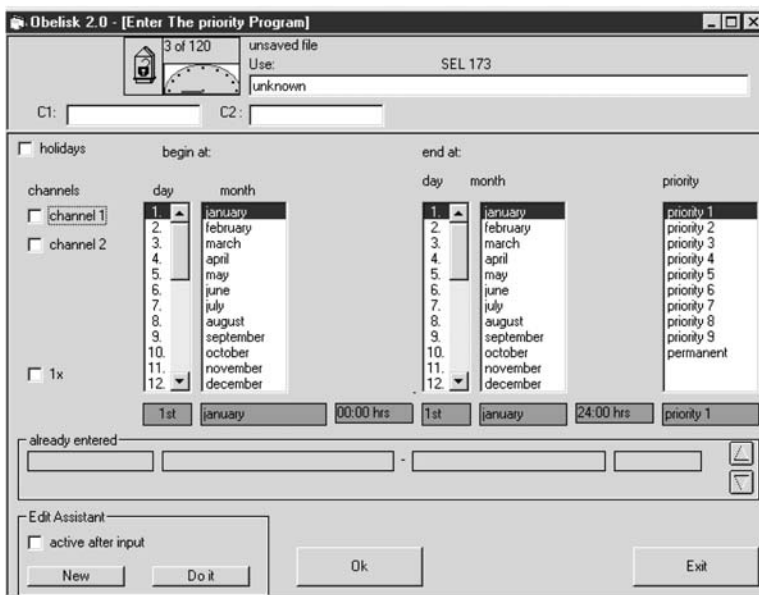 Obelisk 2.0 - [Enter The priority Program]
3 of 120
unsaved file
Use: SEL 173
unknown
C1: C2 :
holidays begin at: end at:
channels day month day month priority
channel 1 1. january 1. january priority 1
2. february 2. february priority 2
channel 2 3. march 3. march priority 3
4. april 4. april priority 4
5. may 5. may priority 5
6. june 6. june priority 6
7. july 7. july priority 7
8. august 8. august priority 8
9. september 9. september priority 9
10. october 10. october permanent
1x 11. november 11. november
12. december 12. december
1st january 00:00 hrs 1st january 24:00 hrs priority 1
already entered
-
Edit Assistant
active after input
New Do it Ok Exit